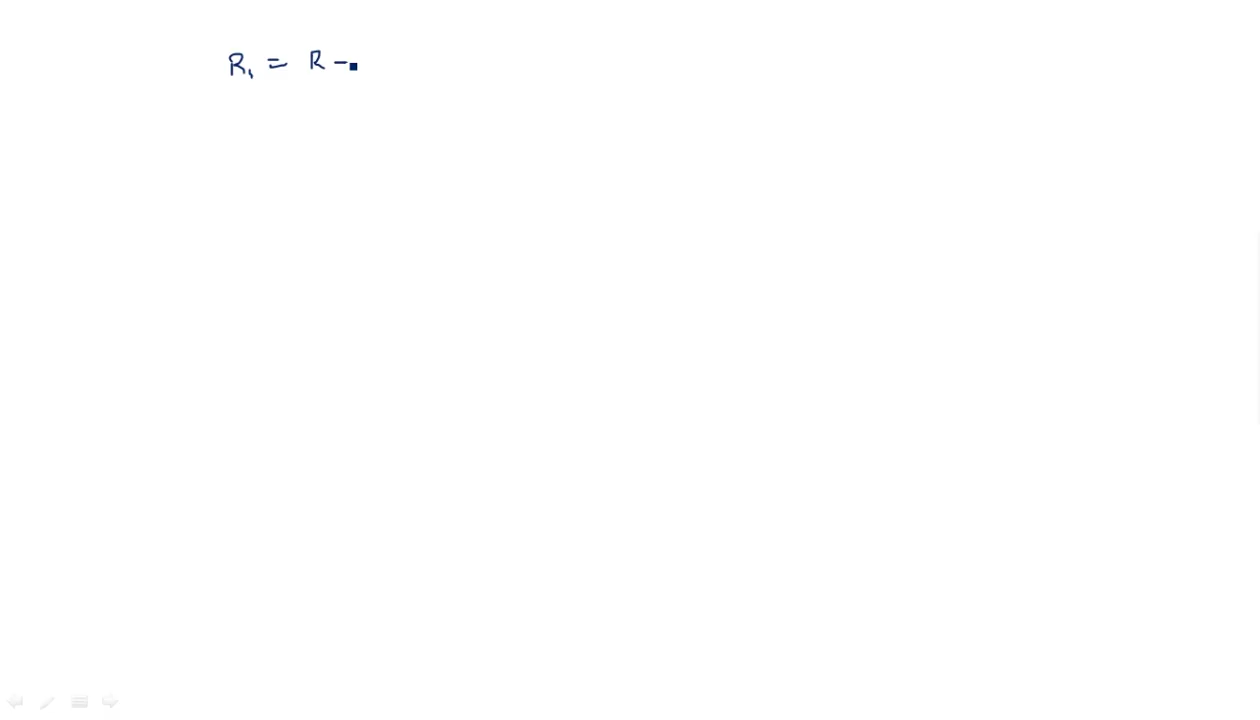 R₁ = R -